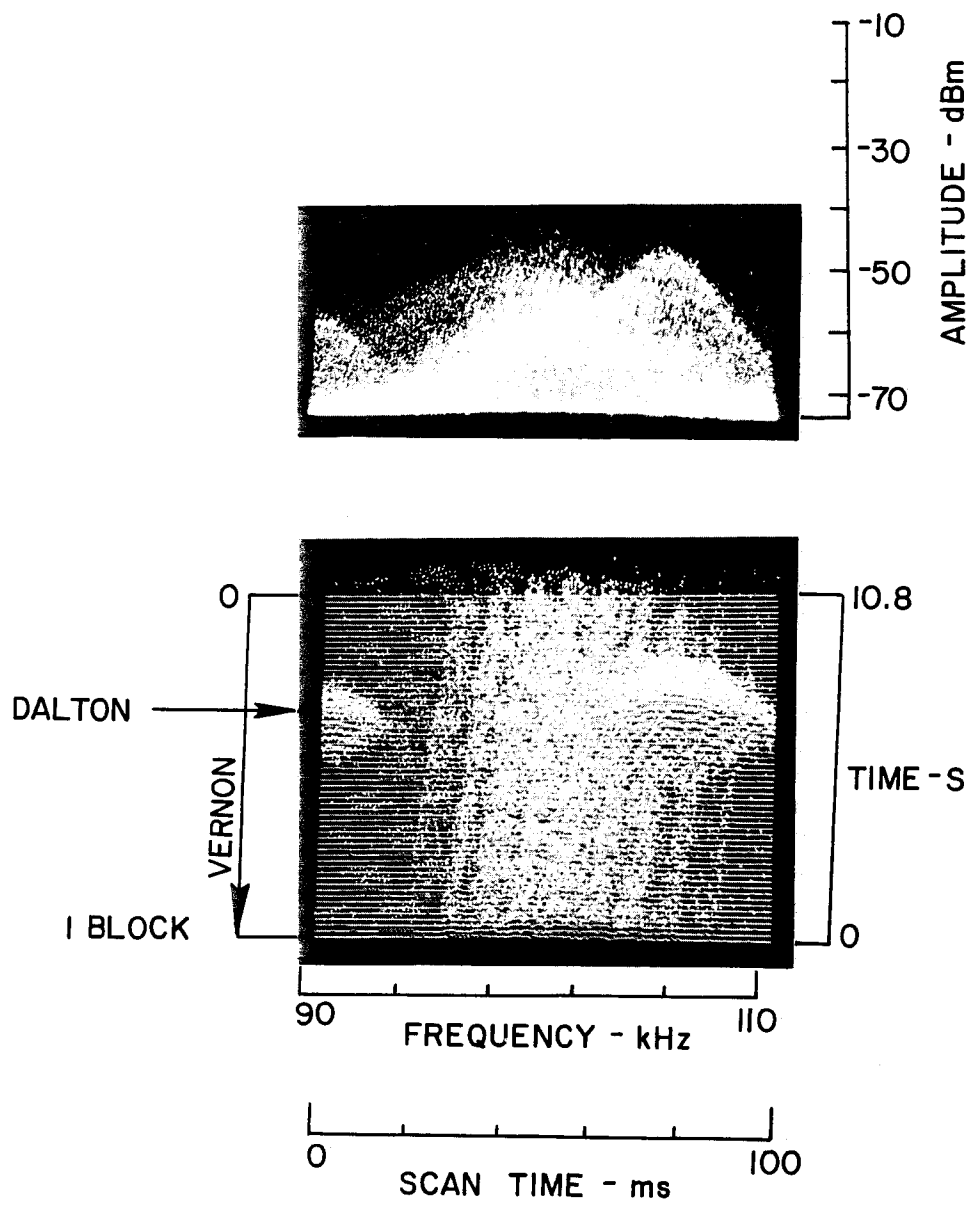 -10
-30
-50
-70
AMPLITUDE - dBm
0
10.8
DALTON
VERNON
TIME - S
1 BLOCK
0
90
110
FREQUENCY - kHz
0
100
SCAN TIME - ms